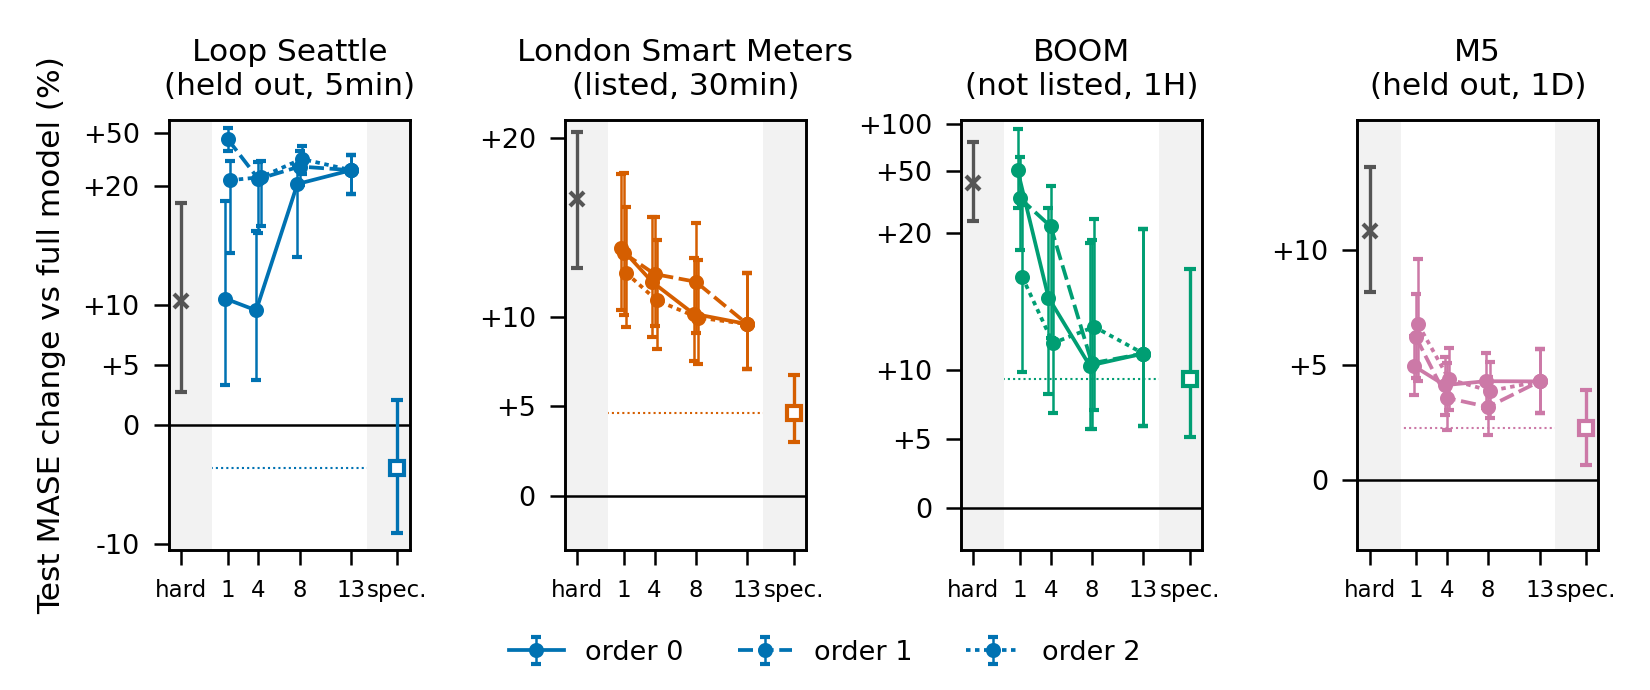 Loop Seattle
(held out, 5min)
London Smart Meters
(listed, 30min)
BOOM
(not listed, 1H)
M5
(held out, 1D)
Test MASE change vs full model (%)
+50
+20
+10
+5
0
-10
hard 1 4 8 13 spec.
+20
+10
+5
0
hard 1 4 8 13 spec.
+100
+50
+20
+10
+5
0
hard 1 4 8 13 spec.
+10
+5
0
hard 1 4 8 13 spec.
order 0 order 1 order 2